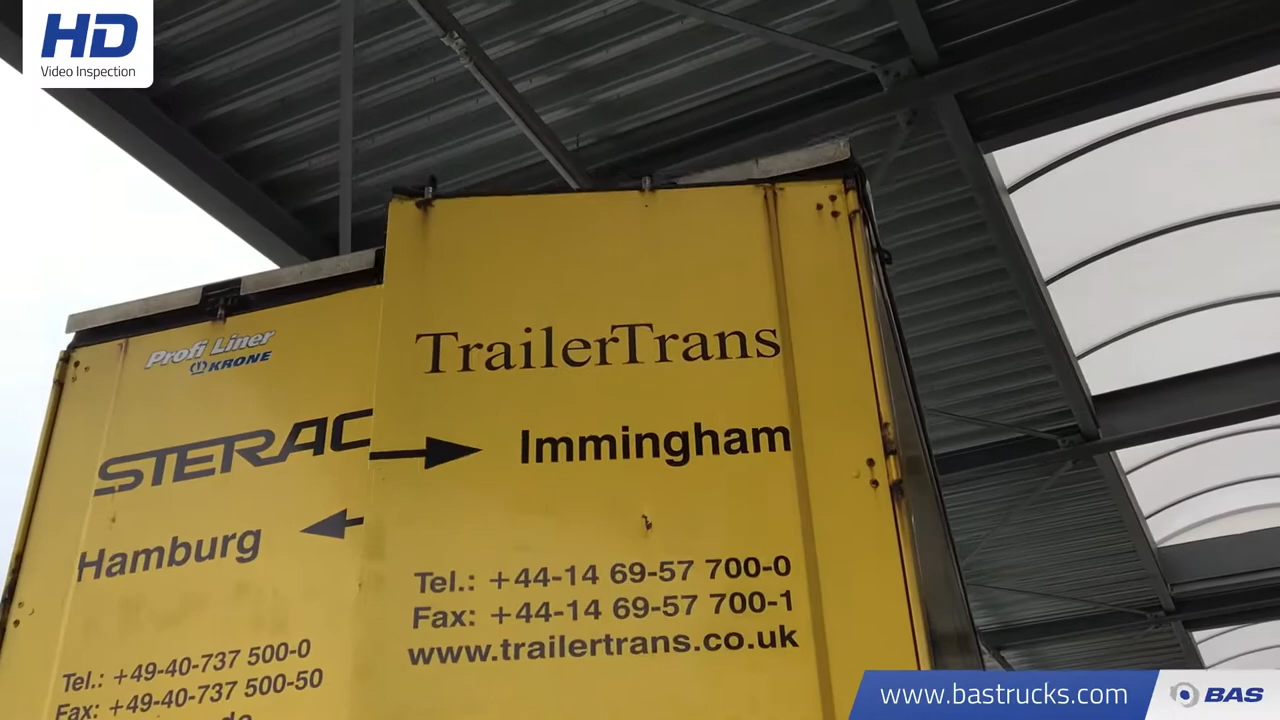 HD
Video Inspection
Profi Liner
KRONE
STERAC
Hamburg
Tel.: +49-40-737 500-0
Fax: +49-40-737 500-50
TrailerTrans
Immingham
Tel.: +44-14 69-57 700-0
Fax: +44-14 69-57 700-1
www.trailertrans.co.uk
www.bastrucks.com
BAS